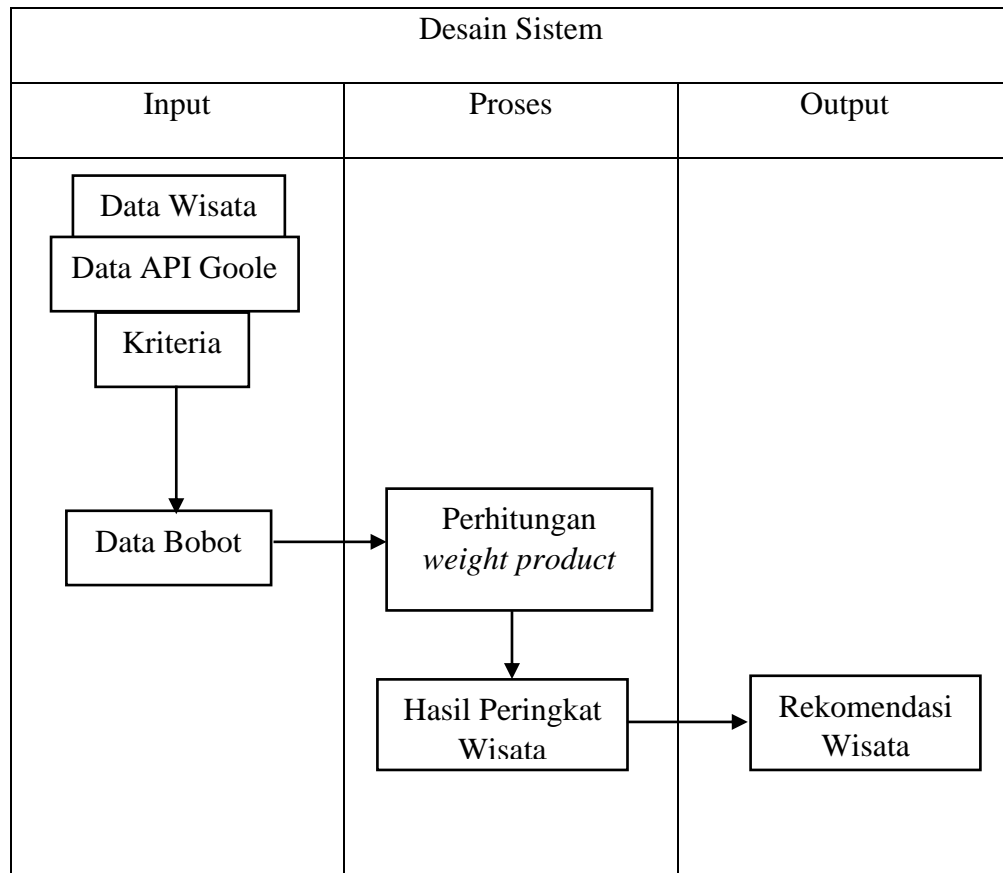 Desain Sistem
Input
Proses
Output
Data Wisata
Data API Goole
Kriteria
Data Bobot
Perhitungan
weight product
Hasil Peringkat
Wisata
Rekomendasi
Wisata